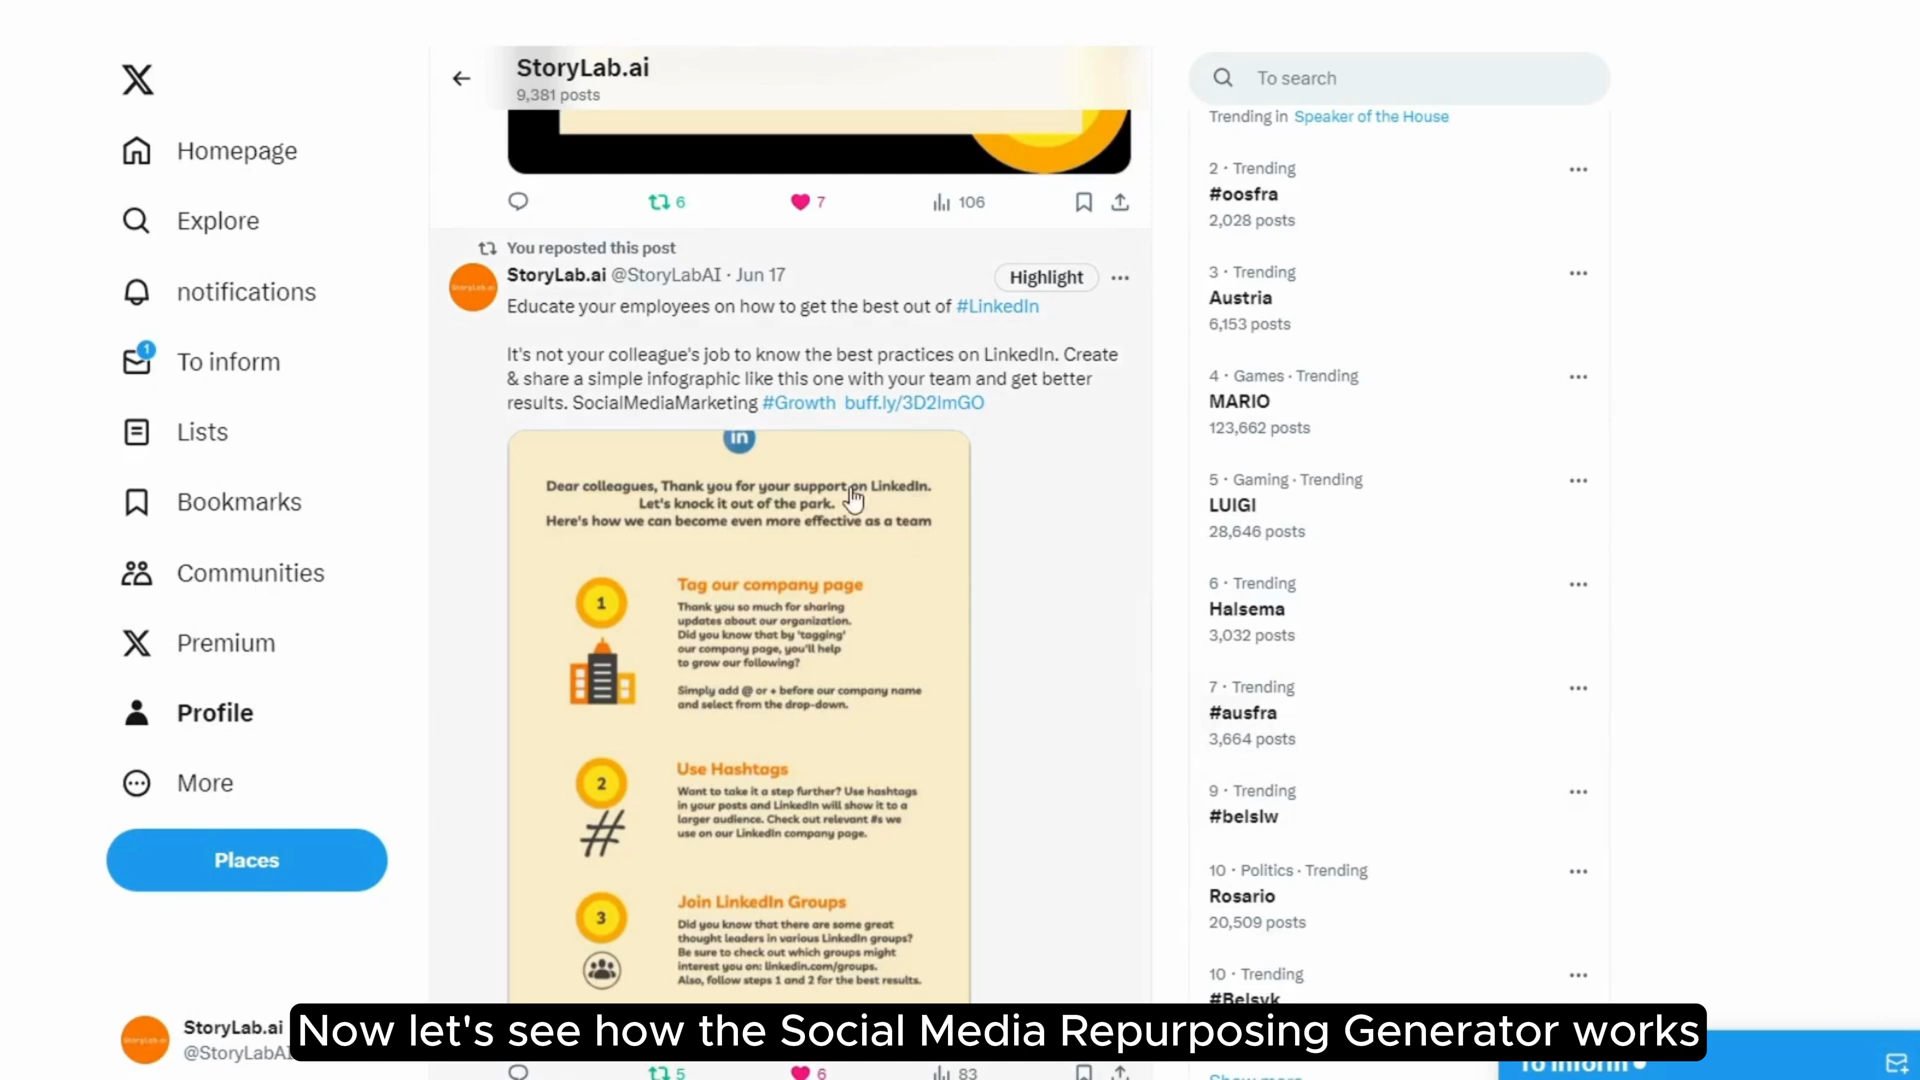 Homepage
Explore
notifications
1
To inform
Lists
Bookmarks
Communities
Premium
Profile
More
Places
StoryLab.ai
@StoryLabAI
StoryLab.ai
9,381 posts
6
7
106
You reposted this post
StoryLab.ai @StoryLabAI · Jun 17
Highlight
Educate your employees on how to get the best out of #LinkedIn
It's not your colleague's job to know the best practices on LinkedIn. Create
& share a simple infographic like this one with your team and get better
results. SocialMediaMarketing #Growth buff.ly/3D2lmGO
in
Dear colleagues, Thank you for your support on LinkedIn.
Let's knock it out of the park.
Here's how we can become even more effective as a team
1
Tag our company page
Thank you so much for sharing
updates about our organization.
Did you know that by 'tagging'
our company page, you'll help
to grow our following?
Simply add @ or + before our company name
and select from the drop-down.
2
Use Hashtags
Want to take it a step further? Use hashtags
in your posts and LinkedIn will show it to a
larger audience. Check out relevant #s we
use on our LinkedIn company page.
3
Join LinkedIn Groups
Did you know that there are some great
thought leaders in various LinkedIn groups?
Be sure to check out which groups might
interest you on: linkedin.com/groups.
Also, follow steps 1 and 2 for the best results.
5
6
83
To search
Trending in Speaker of the House
2 · Trending
#oosfra
2,028 posts
3 · Trending
Austria
6,153 posts
4 · Games · Trending
MARIO
123,662 posts
5 · Gaming · Trending
LUIGI
28,646 posts
6 · Trending
Halsema
3,032 posts
7 · Trending
#ausfra
3,664 posts
9 · Trending
#belslw
10 · Politics · Trending
Rosario
20,509 posts
10 · Trending
#Belsvk
Show more
To inform
Now let's see how the Social Media Repurposing Generator works